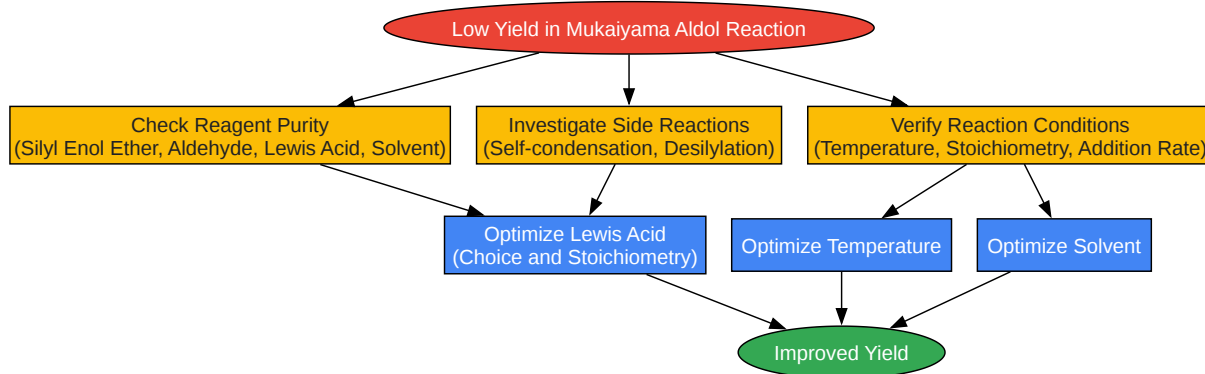 Low Yield in Mukaiyama Aldol Reaction
Check Reagent Purity
(Silyl Enol Ether, Aldehyde, Lewis Acid, Solvent)
Investigate Side Reactions
(Self-condensation, Desilylation)
Verify Reaction Conditions
(Temperature, Stoichiometry, Addition Rate)
Optimize Lewis Acid
(Choice and Stoichiometry)
Optimize Temperature
Optimize Solvent
Improved Yield